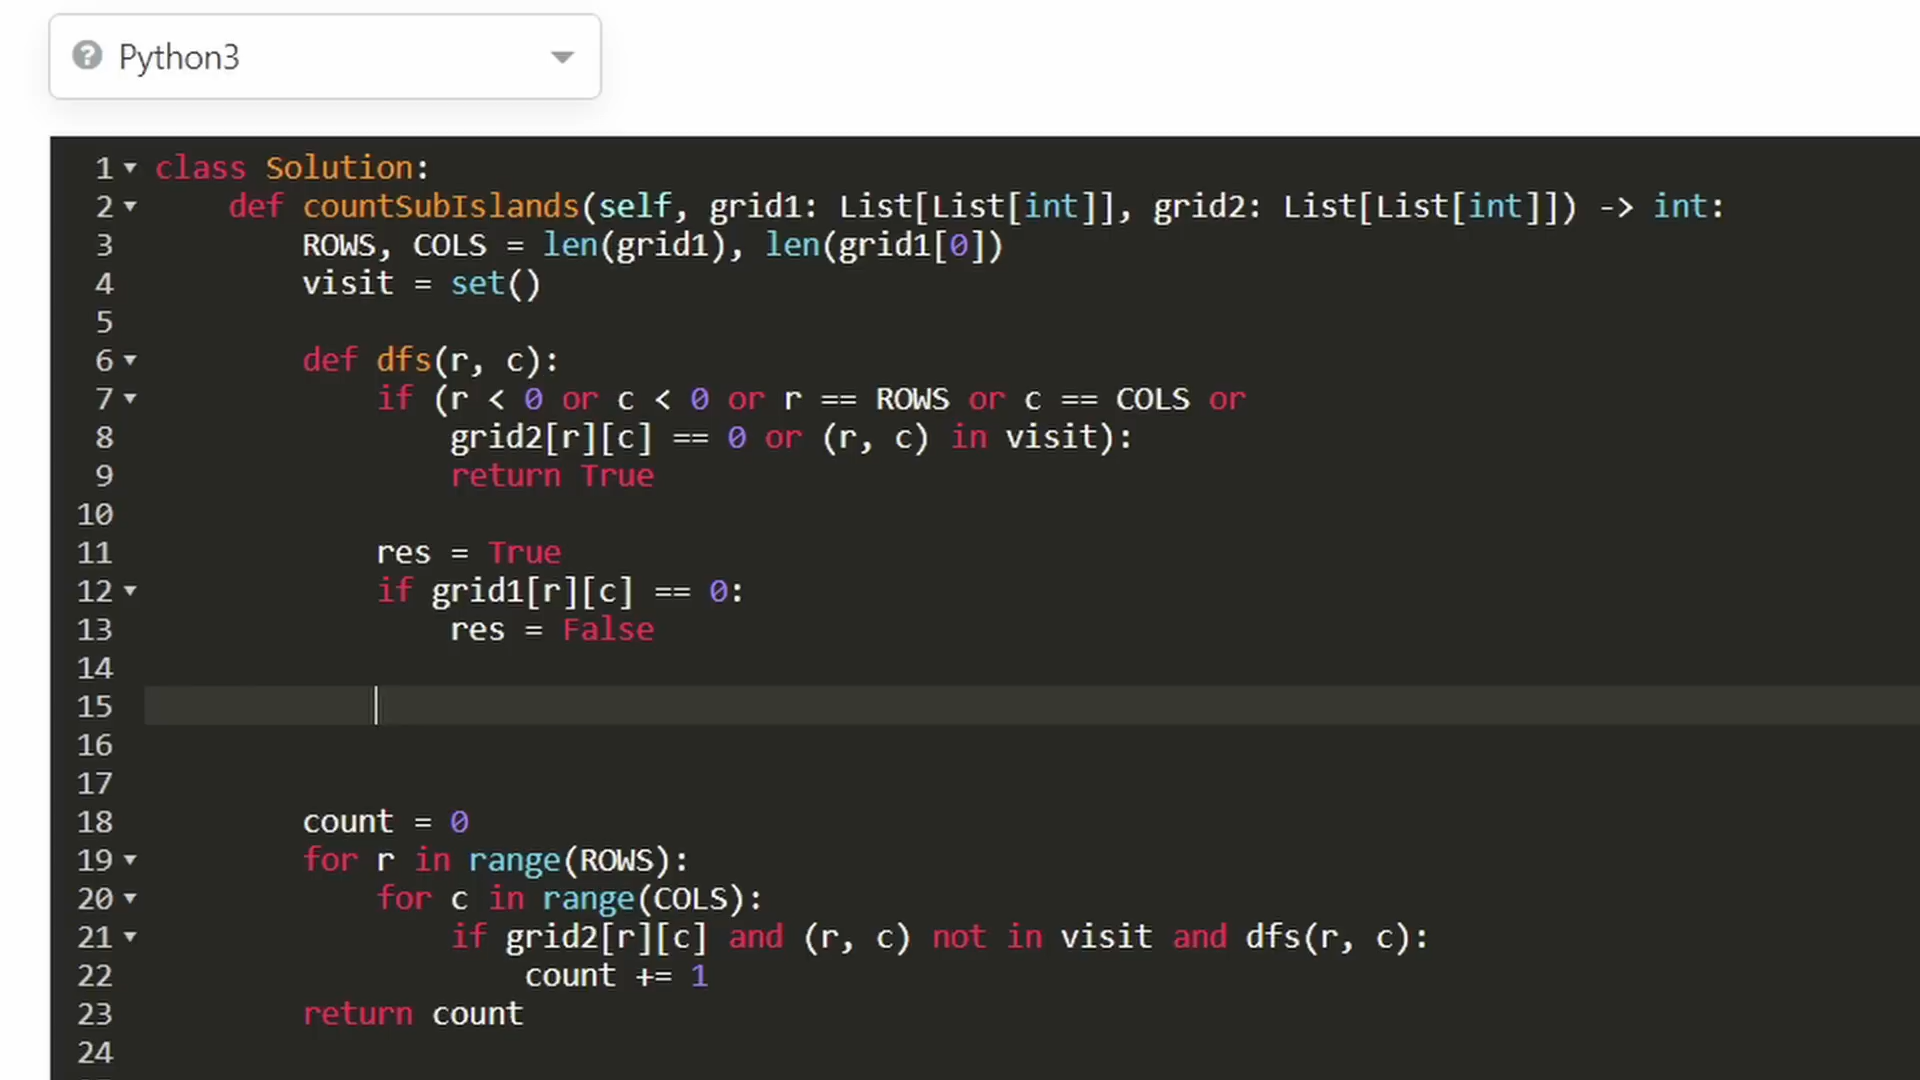 Python3
1 class Solution:
2 def countSubIslands(self, grid1: List[List[int]], grid2: List[List[int]]) -> int:
3 ROWS, COLS = len(grid1), len(grid1[0])
4 visit = set()
5
6 def dfs(r, c):
7 if (r < 0 or c < 0 or r == ROWS or c == COLS or
8 grid2[r][c] == 0 or (r, c) in visit):
9 return True
10
11 res = True
12 if grid1[r][c] == 0:
13 res = False
14
15
16
17
18 count = 0
19 for r in range(ROWS):
20 for c in range(COLS):
21 if grid2[r][c] and (r, c) not in visit and dfs(r, c):
22 count += 1
23 return count
24